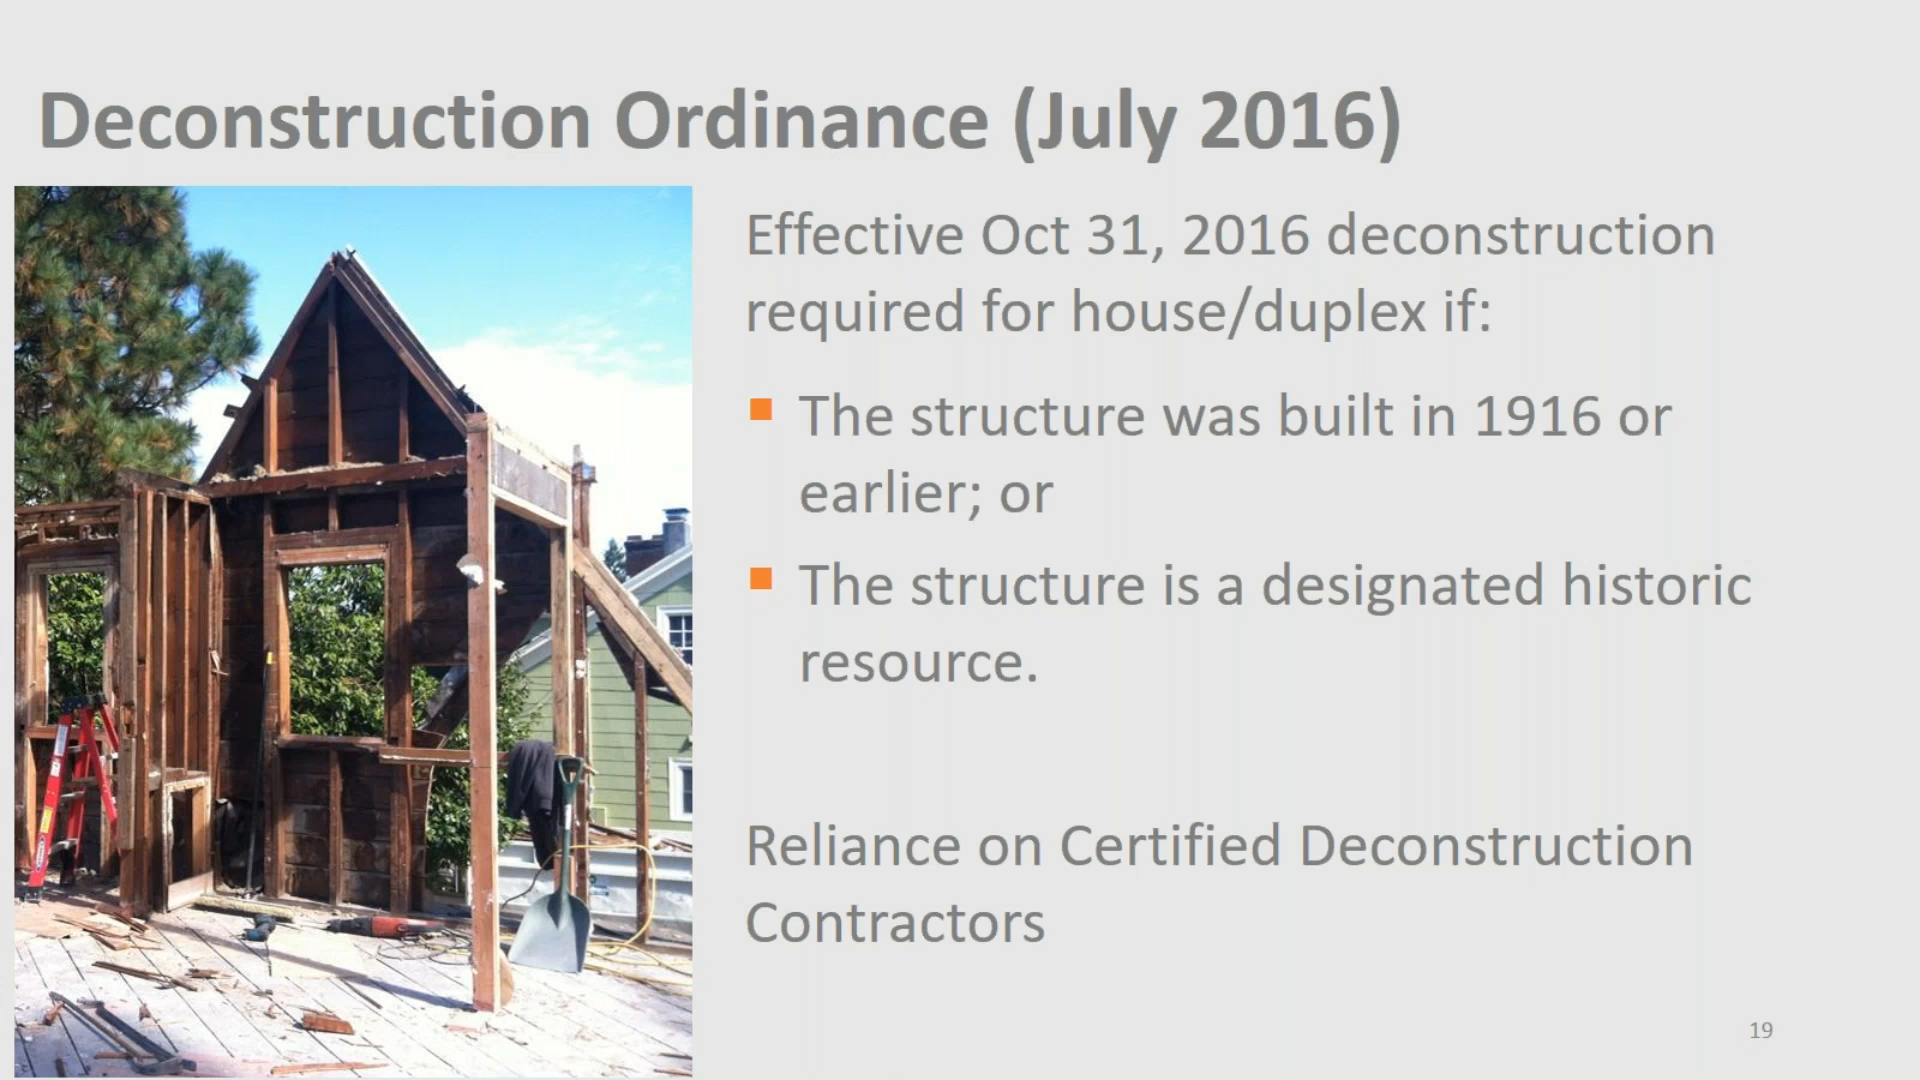 Deconstruction Ordinance (July 2016)
Effective Oct 31, 2016 deconstruction
required for house/duplex if:
The structure was built in 1916 or
earlier; or
The structure is a designated historic
resource.
Reliance on Certified Deconstruction
Contractors
19